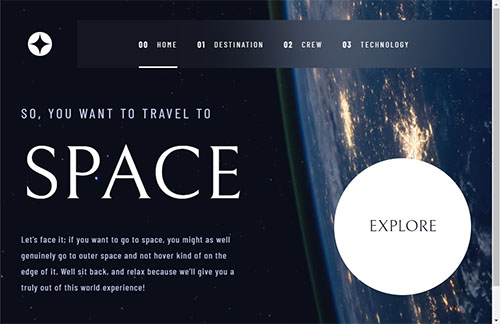 00 HOME 01 DESTINATION 02 CREW 03 TECHNOLOGY
SO, YOU WANT TO TRAVEL TO
SPACE
EXPLORE
Let's face it; if you want to go to space, you might as well
genuinely go to outer space and not hover kind of on the
edge of it. Well sit back, and relax because we'll give you a
truly out of this world experience!